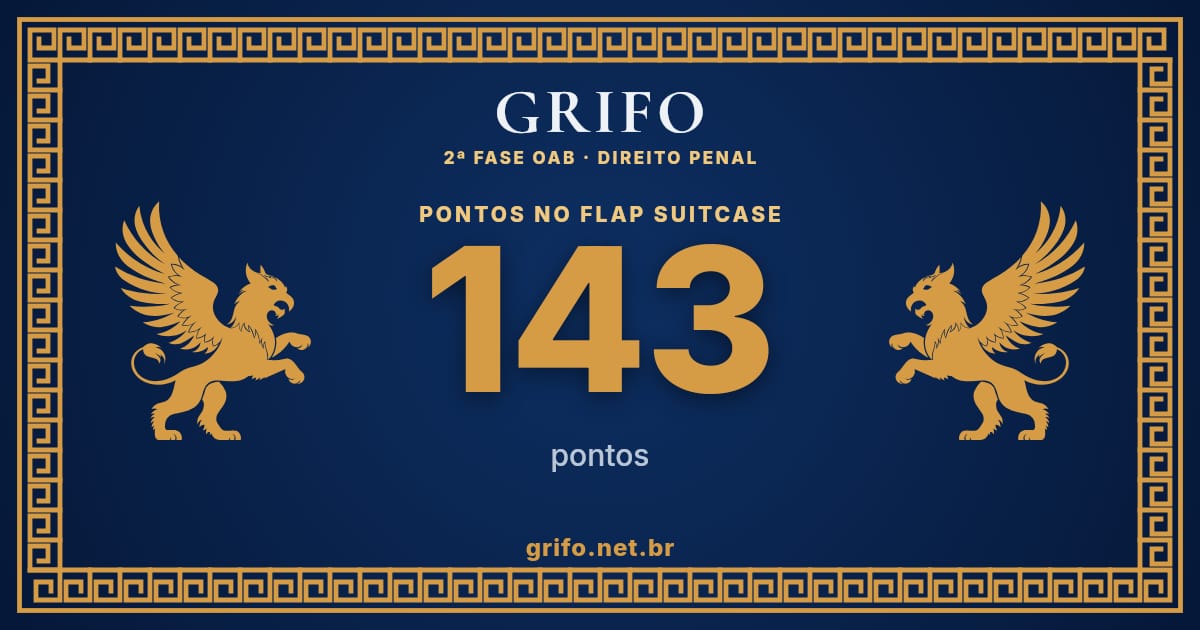 GRIFO
2ª FASE OAB · DIREITO PENAL
PONTOS NO FLAP SUITCASE
143
pontos
grifo.net.br